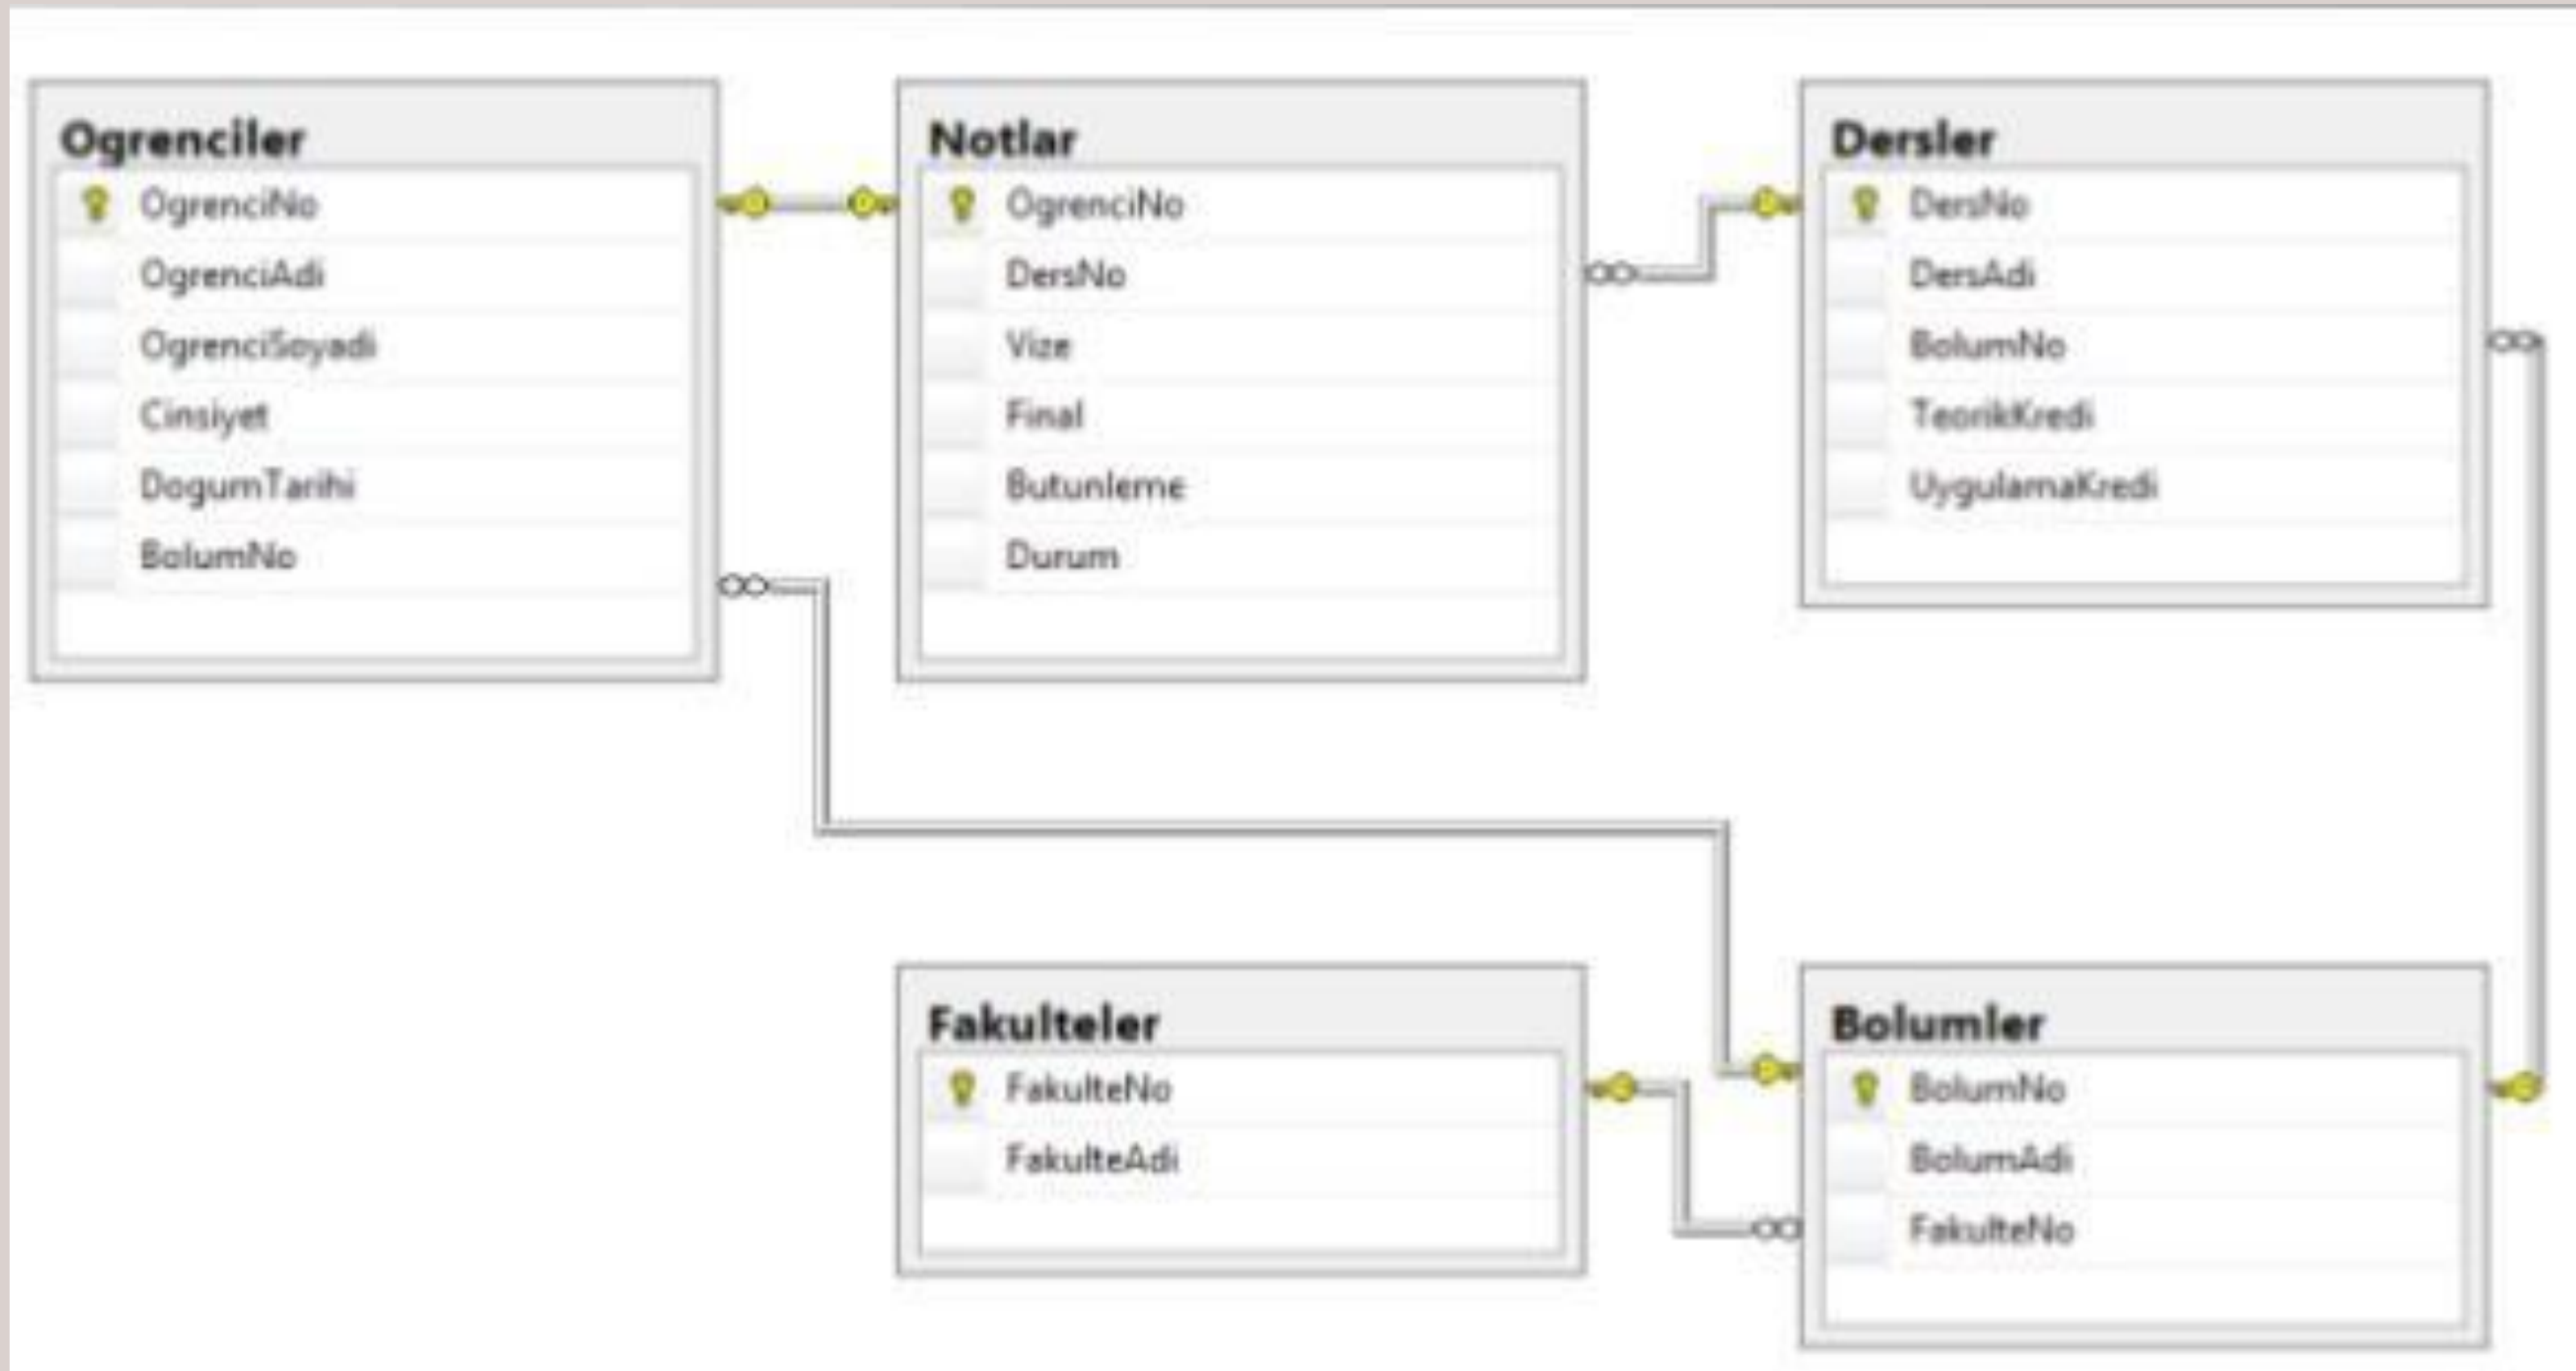 Ogrenciler
OgrenciNo
OgrenciAdi
OgrenciSoyadi
Cinsiyet
DogumTarihi
BolumNo
Notlar
OgrenciNo
DersNo
Vize
Final
Butunleme
Durum
Dersler
DersNo
DersAdi
BolumNo
TeorikKredi
UygulamaKredi
Fakulteler
FakulteNo
FakulteAdi
Bolumler
BolumNo
BolumAdi
FakulteNo